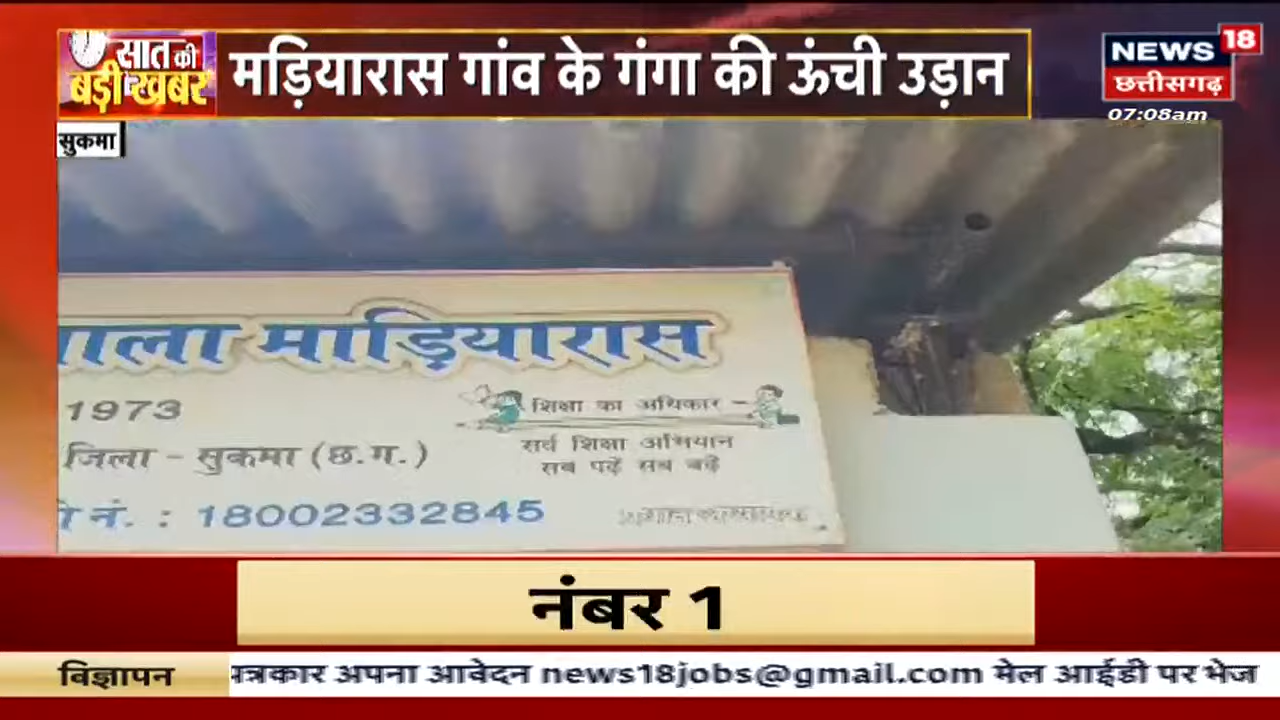 सात की
बड़ी खबर
मड़ियारास गांव के गंगा की ऊंची उड़ान
NEWS 18
छत्तीसगढ़
07:08am
सुकमा
ाला माड़ियारास
1973
शिक्षा का अधिकार
जिला - सुकमा (छ.ग.)
सर्व शिक्षा अभियान
सब पढ़ें सब बढ़ें
नं. : 18002332845
नंबर 1
विज्ञापन
पत्रकार अपना आवेदन news18jobs@gmail.com मेल आईडी पर भेज